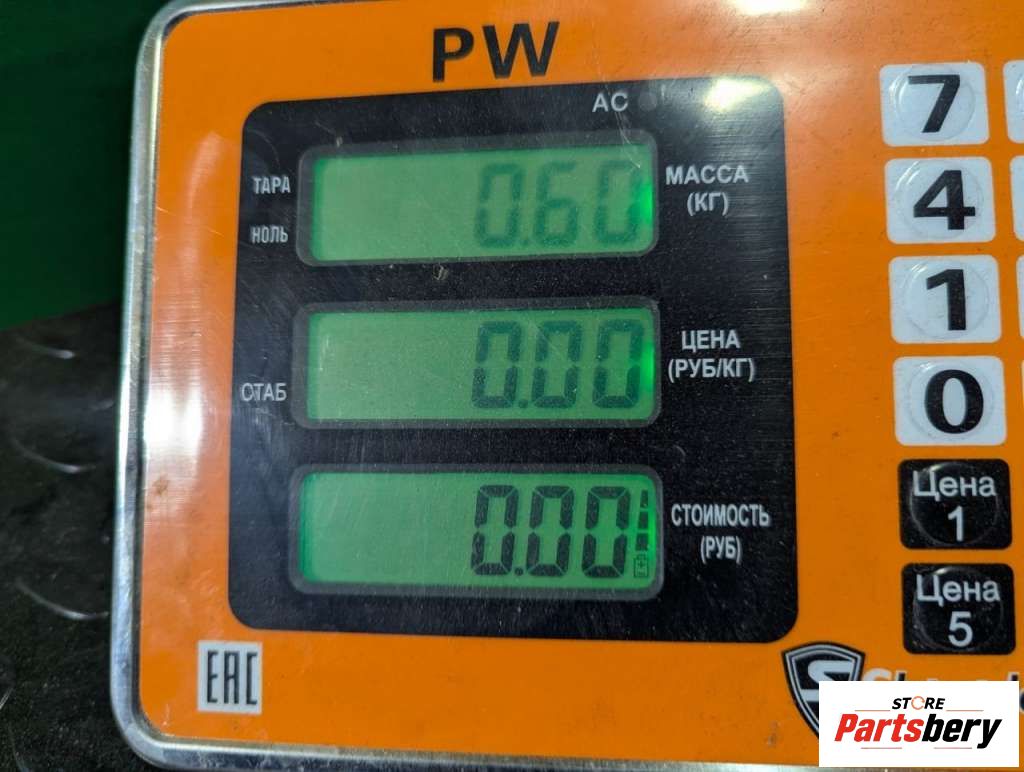 PW
AC
ТАРА
НОЛЬ
0.60
МАССА
(КГ)
ОТАБ
0.00
ЦЕНА
(РУБ/КГ)
0.00
СТОИМОСТЬ
(РУБ)
7
4
1
0
Цена
1
Цена
5
EAC
STORE
Partsbery